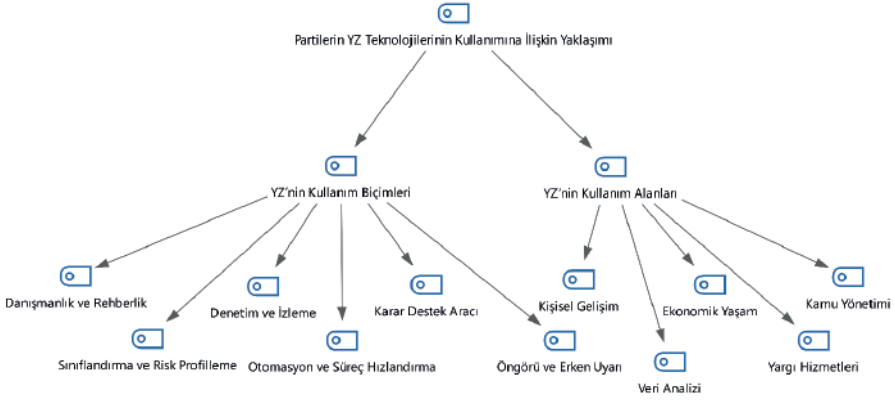 Partilerin YZ Teknolojilerinin Kullanımına İlişkin Yaklaşımı
YZ'nin Kullanım Biçimleri
YZ'nin Kullanım Alanları
Danışmanlık ve Rehberlik
Denetim ve İzleme
Karar Destek Aracı
Kişisel Gelişim
Ekonomik Yaşam
Kamu Yönetimi
Sınıflandırma ve Risk Profilleme
Otomasyon ve Süreç Hızlandırma
Öngörü ve Erken Uyarı
Veri Analizi
Yargı Hizmetleri